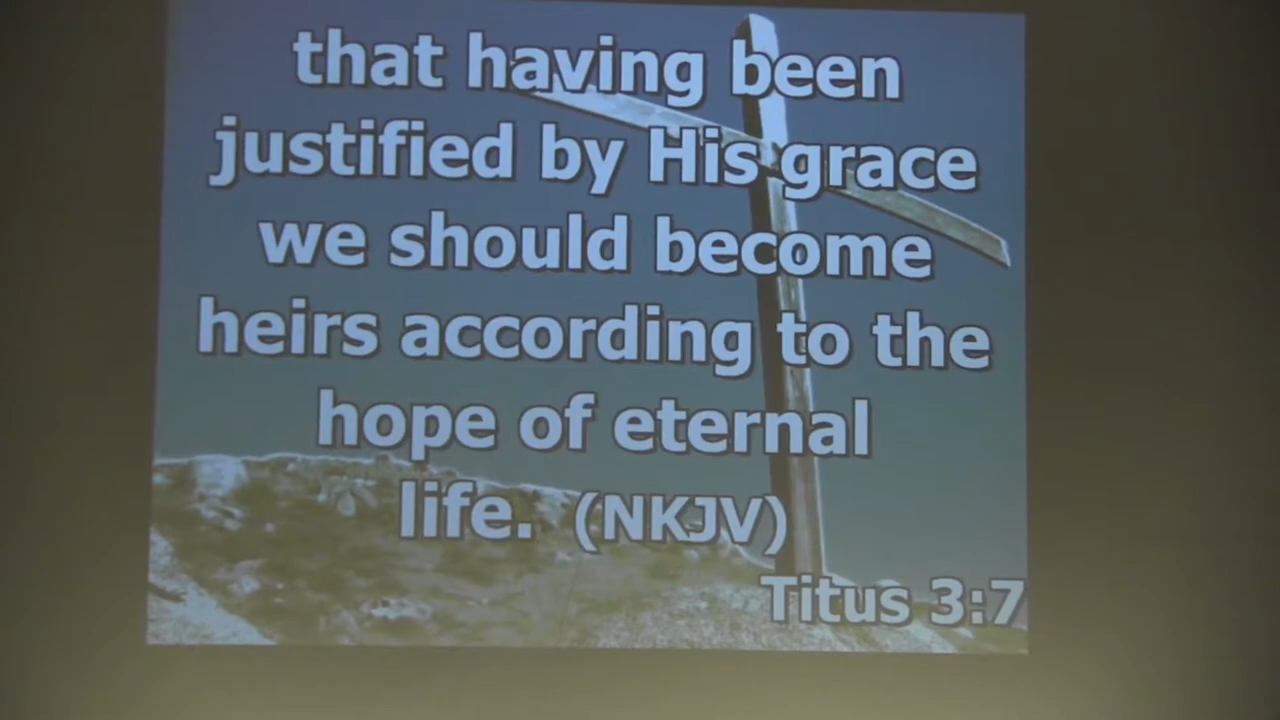 that having been
justified by His grace
we should become
heirs according to the
hope of eternal
life. (NKJV)
Titus 3:7